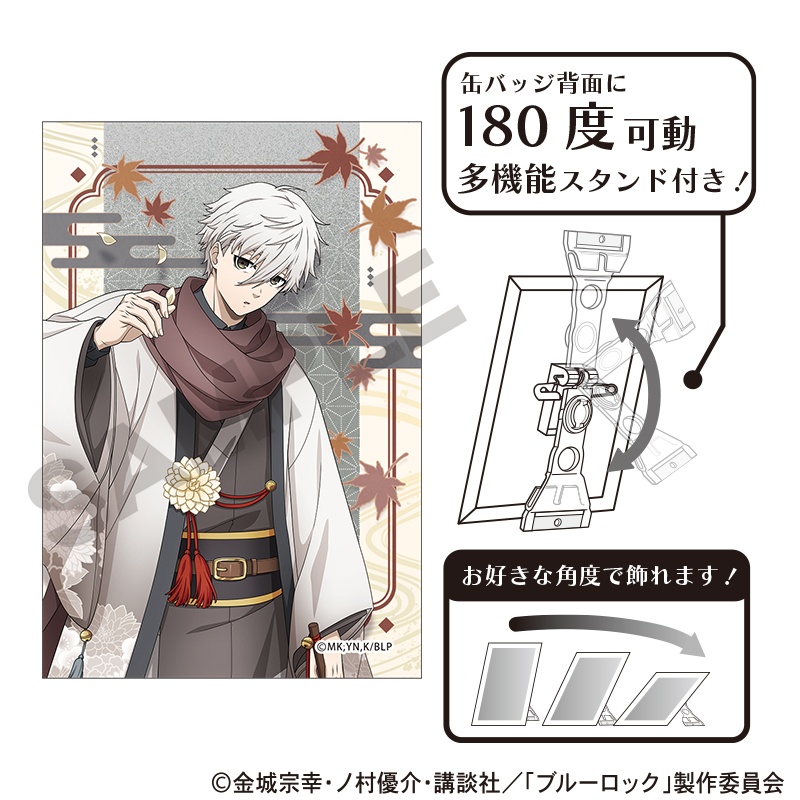 缶バッジ背面に
180度可動
多機能スタンド付き!
SAMPLE
お好きな角度で飾れます!
©MK,YN,K/BLP
©金城宗幸・ノ村優介・講談社/「ブルーロック」製作委員会